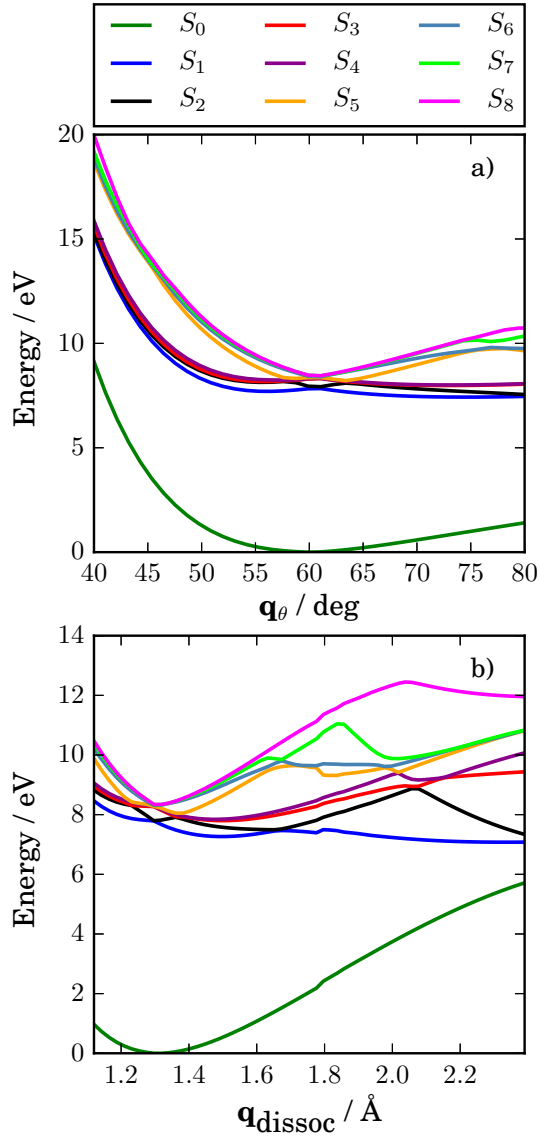 S₀ S₃ S₆
S₁ S₄ S₇
S₂ S₅ S₈
20
15
10
5
0
Energy / eV
a)
40 45 50 55 60 65 70 75 80
q_θ / deg
14
12
10
8
6
4
2
0
Energy / eV
b)
1.2 1.4 1.6 1.8 2.0 2.2
q_dissoc / Å